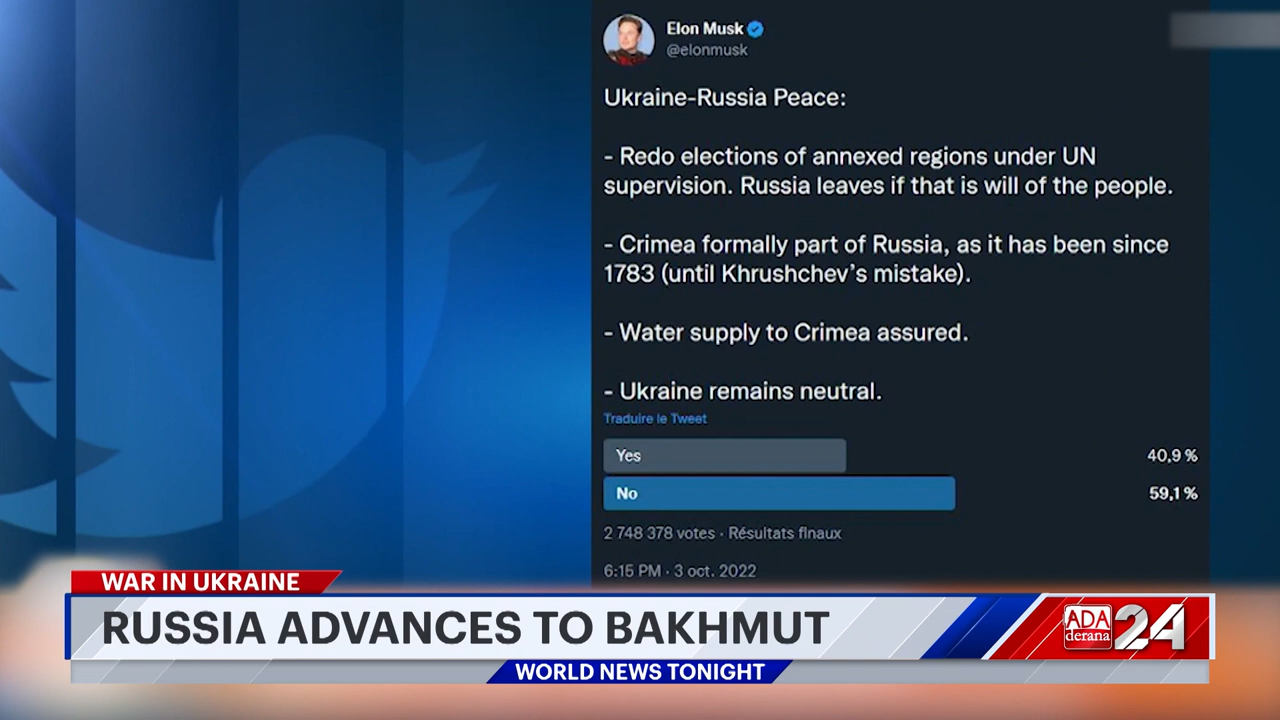 Elon Musk
@elonmusk
Ukraine-Russia Peace:
- Redo elections of annexed regions under UN
supervision. Russia leaves if that is will of the people.
- Crimea formally part of Russia, as it has been since
1783 (until Khrushchev's mistake).
- Water supply to Crimea assured.
- Ukraine remains neutral.
Traduire le Tweet
Yes 40,9 %
No 59,1 %
2 748 378 votes · Résultats finaux
6:15 PM · 3 oct. 2022
WAR IN UKRAINE
RUSSIA ADVANCES TO BAKHMUT
ADA
derana
24
WORLD NEWS TONIGHT